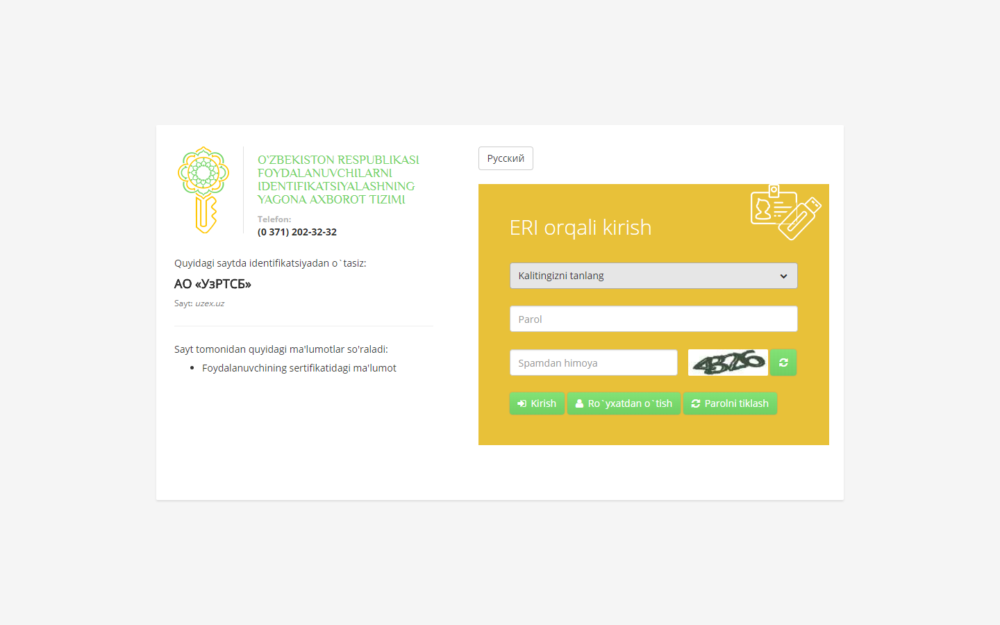 O'ZBEKISTON RESPUBLIKASI
FOYDALANUVCHILARNI
IDENTIFIKATSIYALASHNING
YAGONA AXBOROT TIZIMI
Telefon:
(0 371) 202-32-32
Quyidagi saytda identifikatsiyadan o`tasiz:
АО «УзРТСБ»
Sayt: uzex.uz
Sayt tomonidan quyidagi ma'lumotlar so'raladi:
Foydalanuvchining sertifikatidagi ma'lumot
Русский
ERI orqali kirish
Kalitingizni tanlang
Parol
Spamdan himoya
Kirish
Ro`yxatdan o`tish
Parolni tiklash